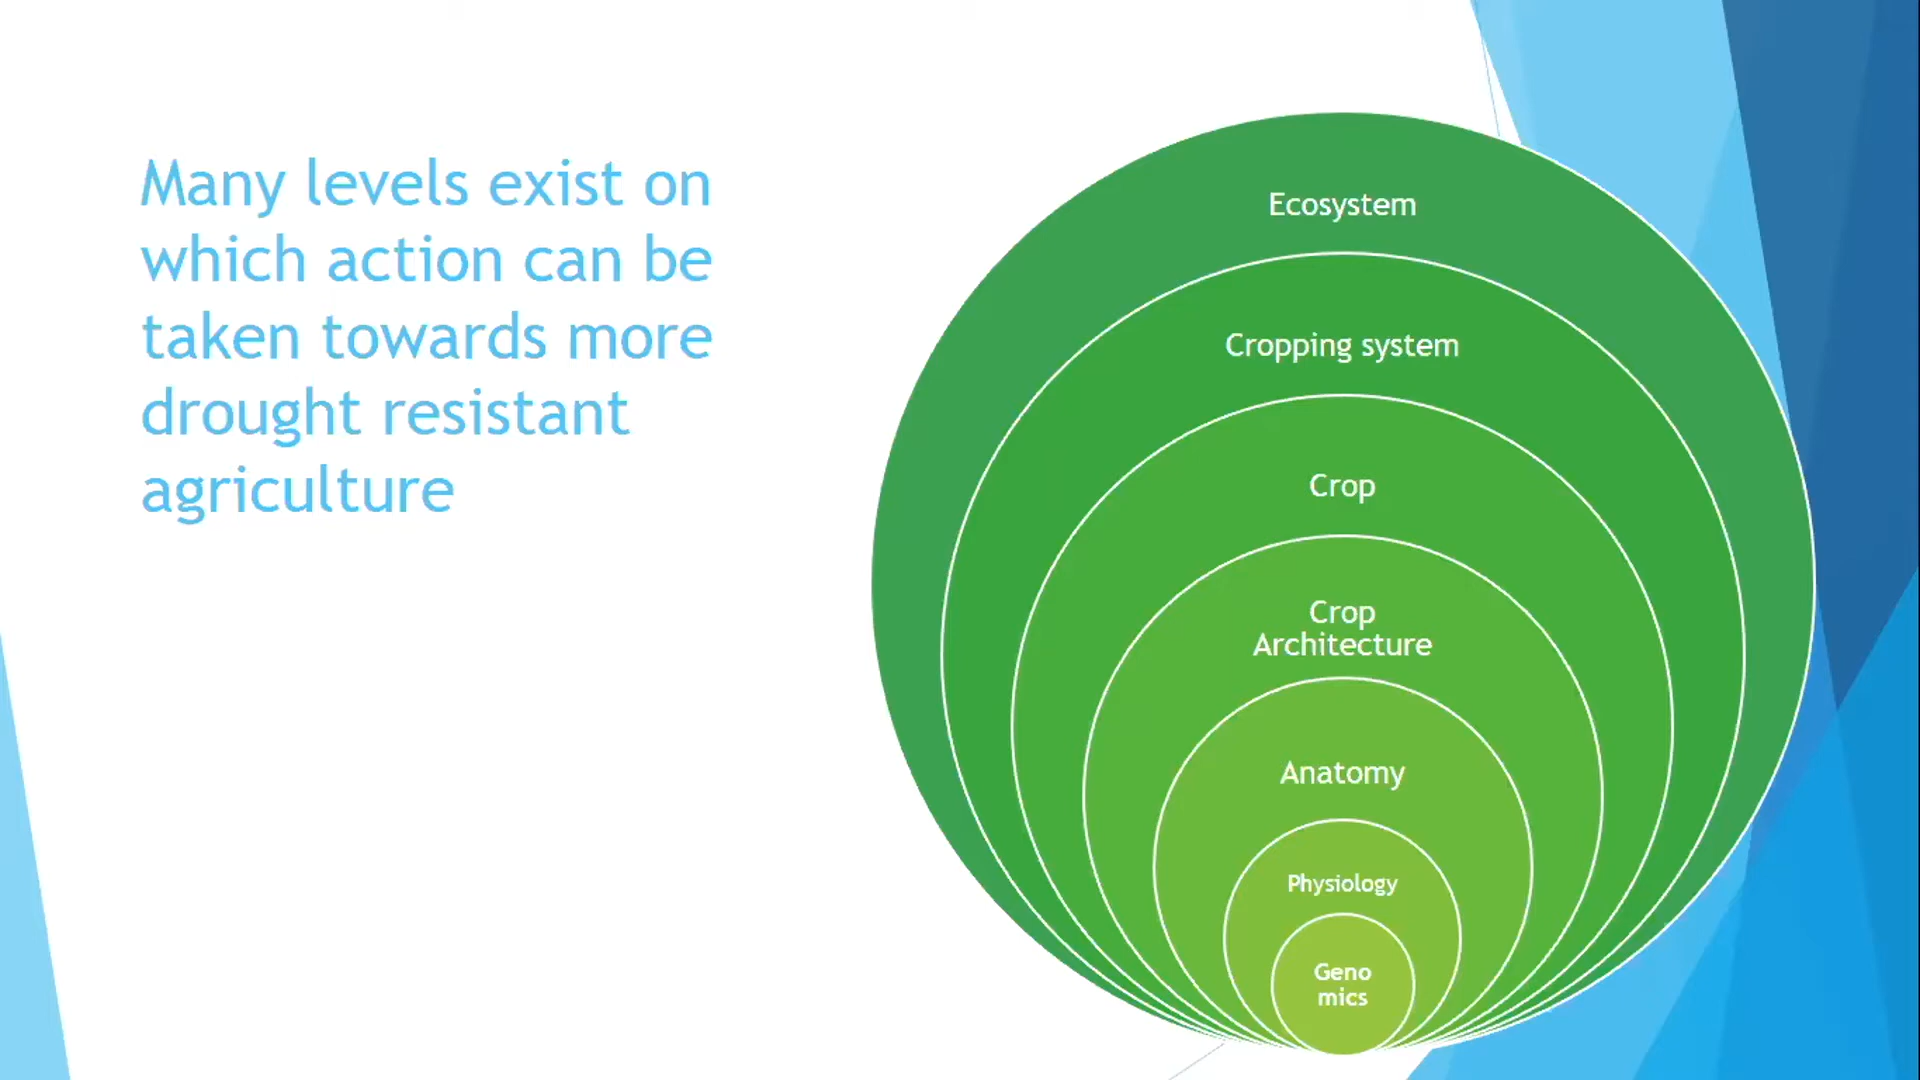 Many levels exist on
which action can be
taken towards more
drought resistant
agriculture
Ecosystem
Cropping system
Crop
Crop
Architecture
Anatomy
Physiology
Geno
mics